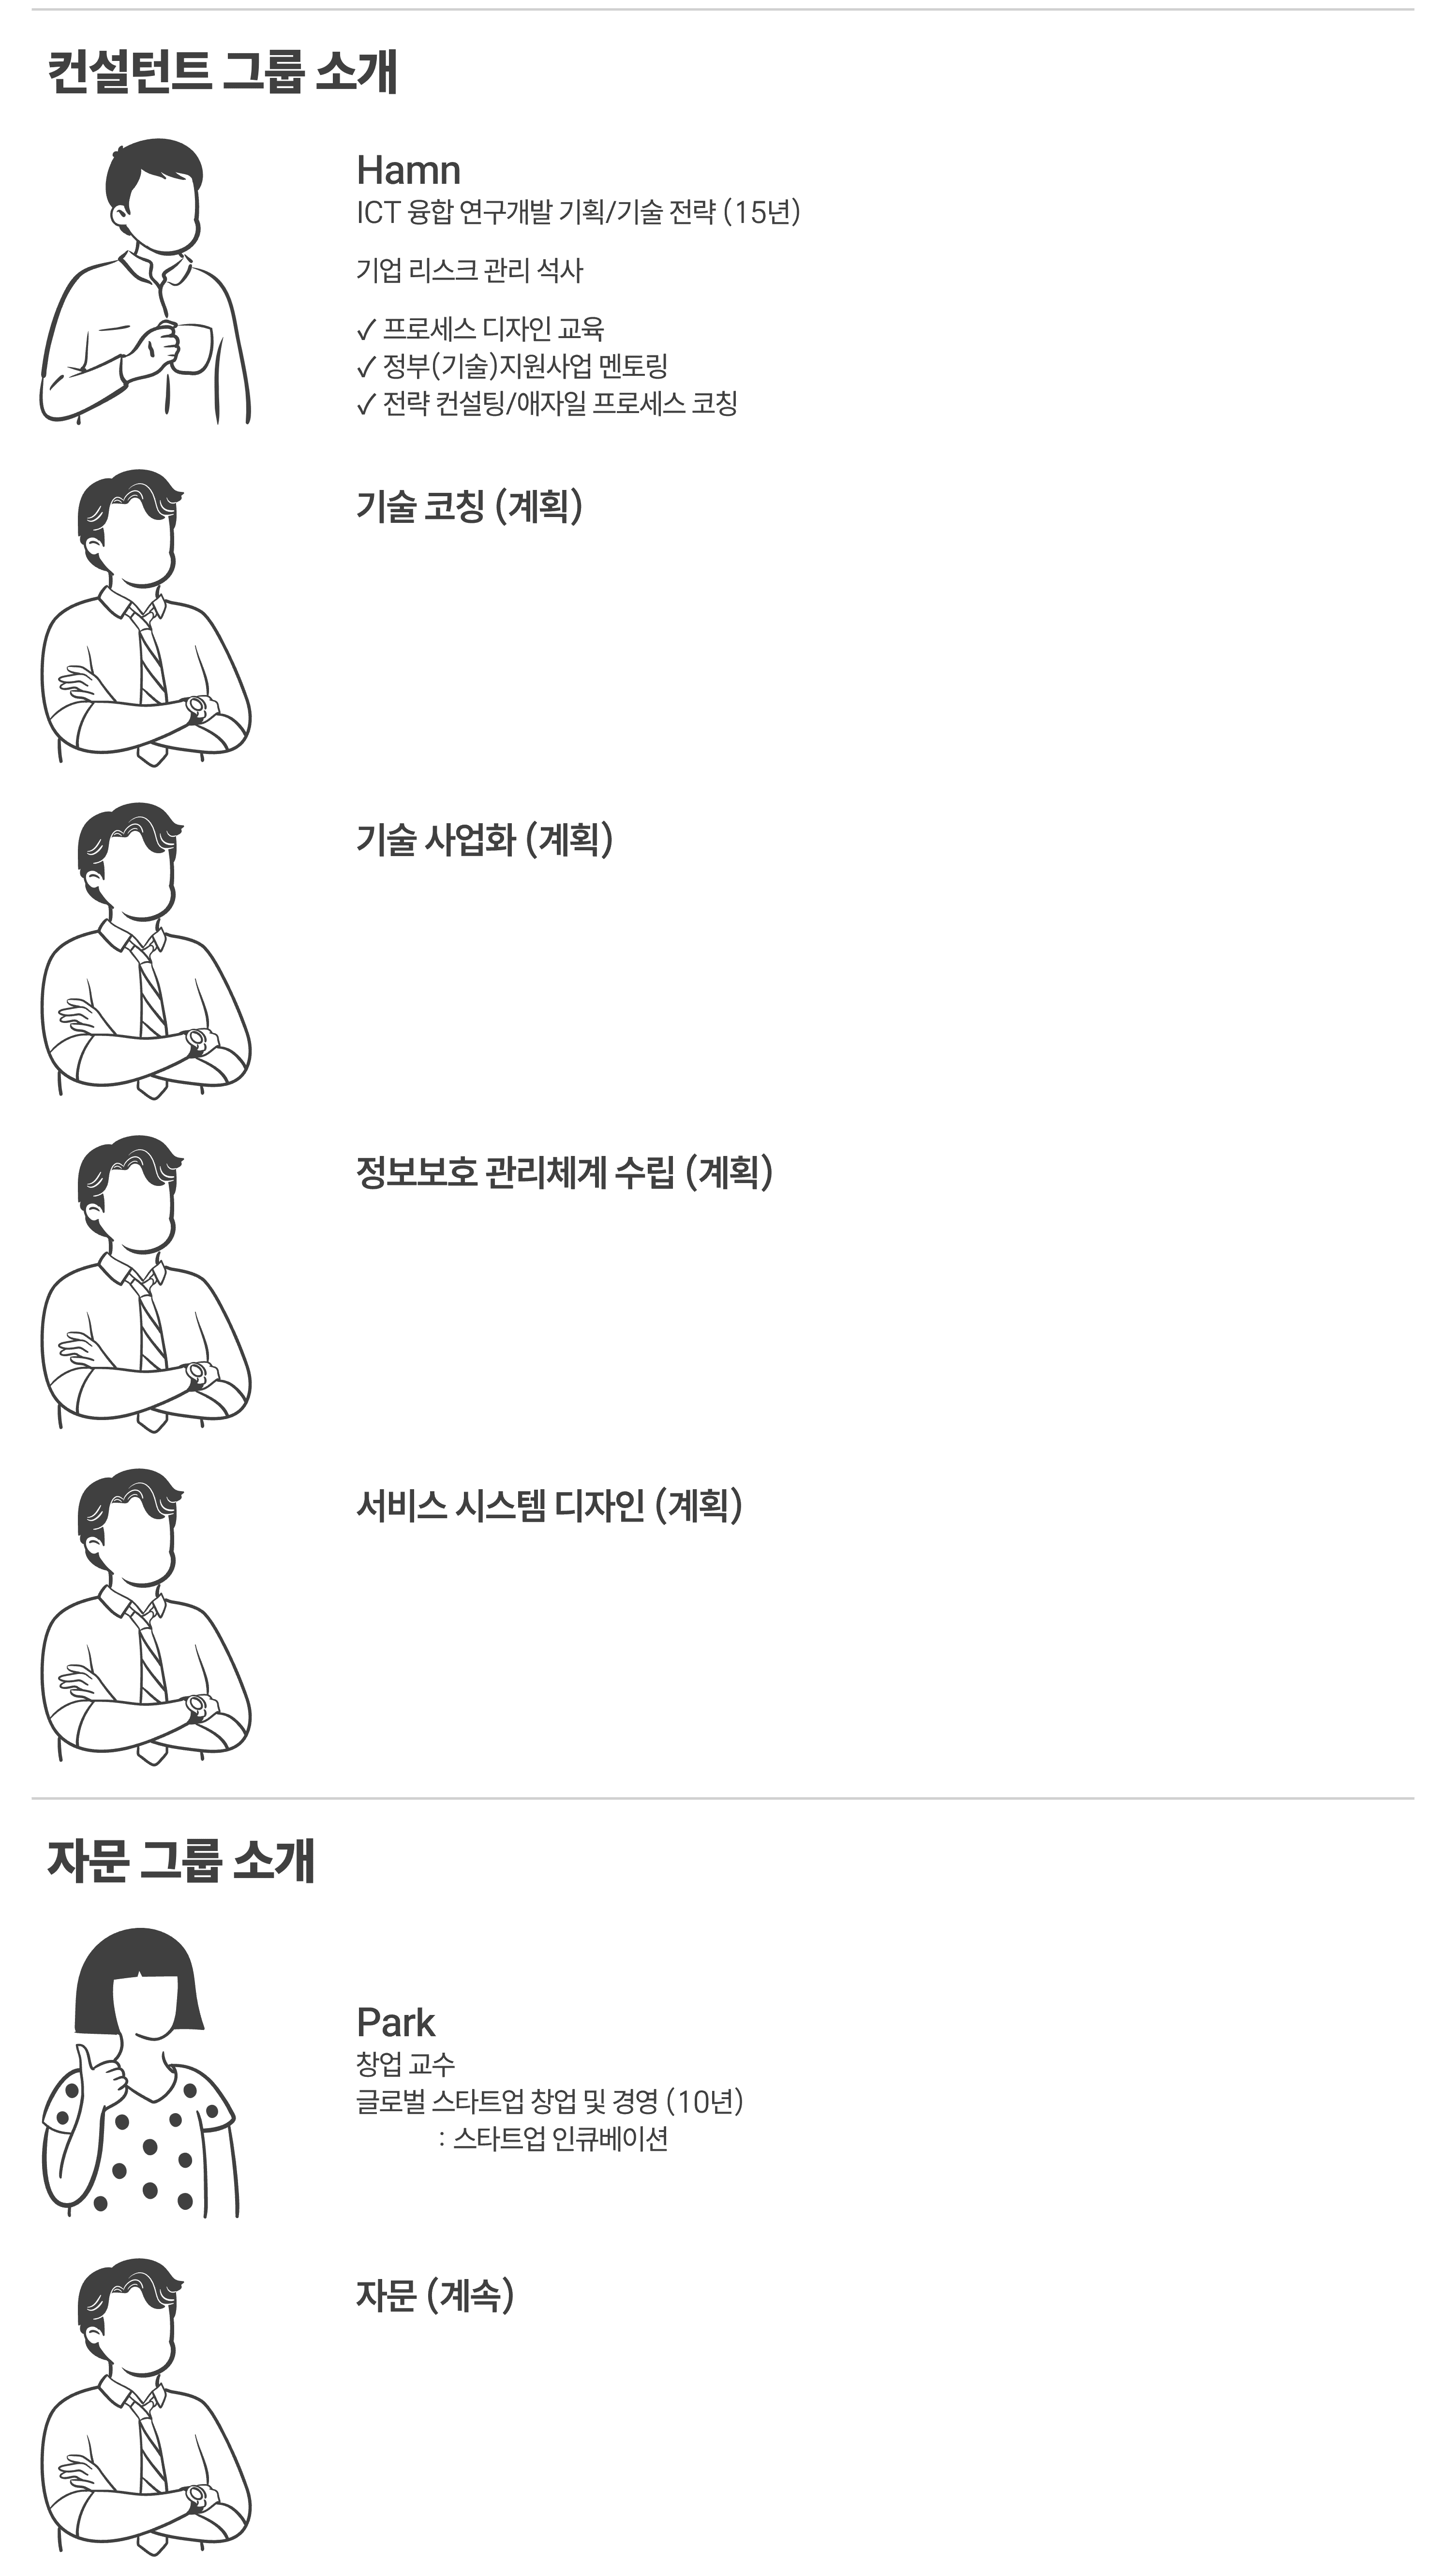 컨설턴트 그룹 소개
Hamn
ICT 융합 연구개발 기획/기술 전략 (15년)
기업 리스크 관리 석사
✓ 프로세스 디자인 교육
✓ 정부(기술)지원사업 멘토링
✓ 전략 컨설팅/애자일 프로세스 코칭
기술 코칭 (계획)
기술 사업화 (계획)
정보보호 관리체계 수립 (계획)
서비스 시스템 디자인 (계획)
자문 그룹 소개
Park
창업 교수
글로벌 스타트업 창업 및 경영 (10년)
: 스타트업 인큐베이션
자문 (계속)